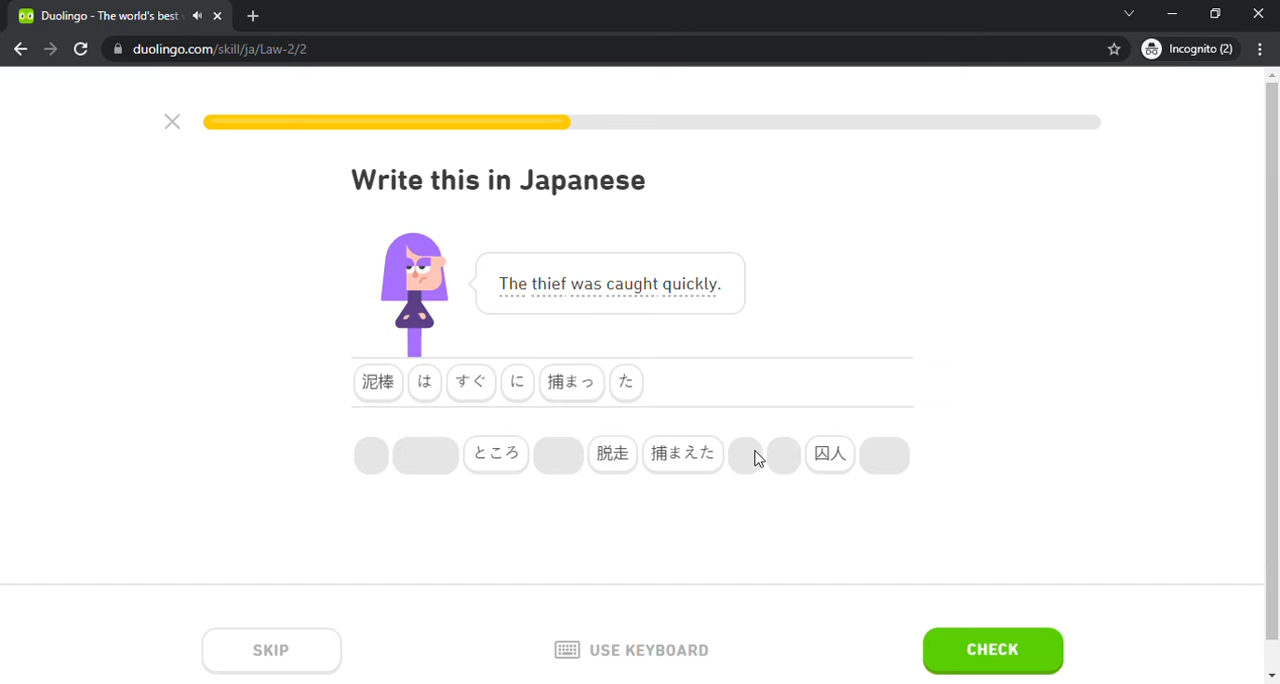 Duolingo - The world's best
duolingo.com/skill/ja/Law-2/2
Incognito (2)
Write this in Japanese
The thief was caught quickly.
泥棒 は すぐ に 捕まっ た
ところ 脱走 捕まえた 囚人
SKIP
USE KEYBOARD
CHECK